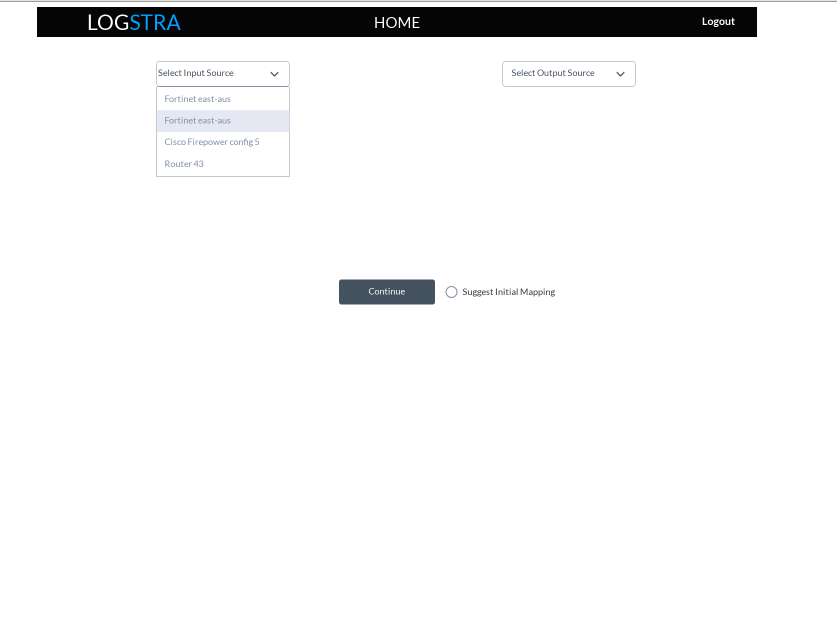 LOGSTRA HOME Logout
Select Input Source Select Output Source
Fortinet east-aus
Fortinet east-aus
Cisco Firepower config 5
Router 43
Continue Suggest Initial Mapping